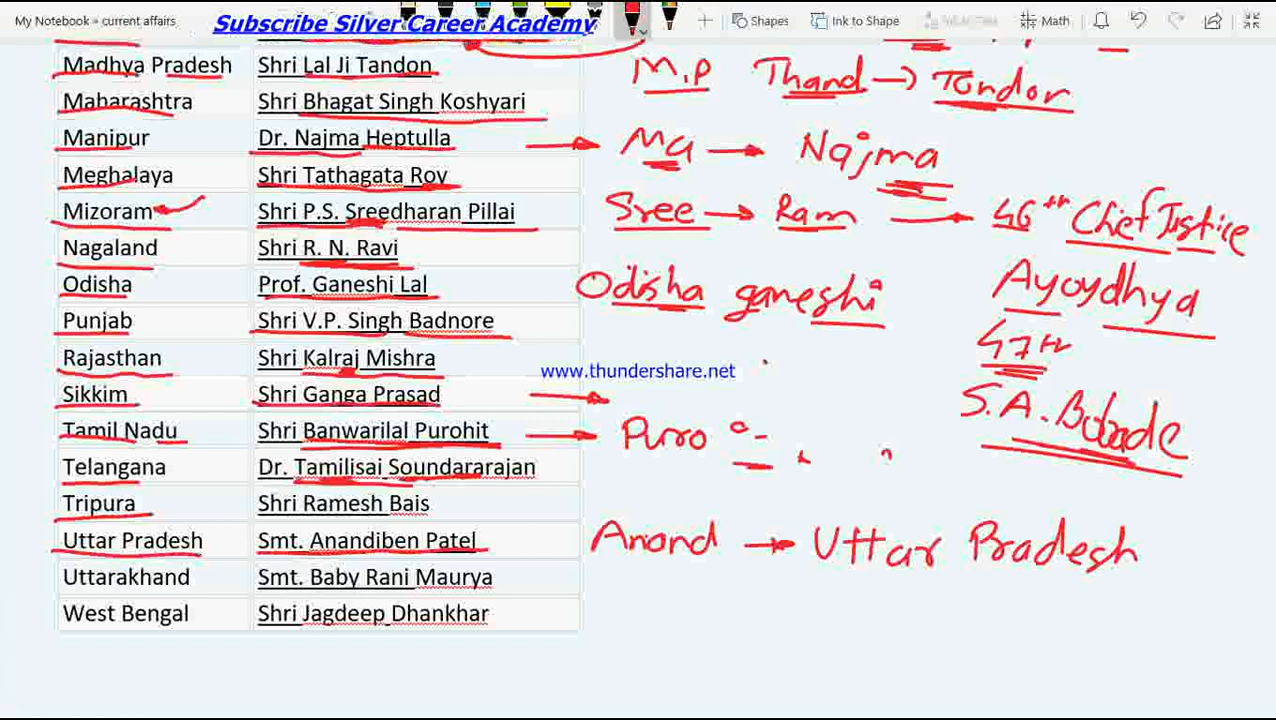 My Notebook » current affairs
Subscribe Silver Career Academy
Shapes
Ink to Shape
Math
Madhya Pradesh Shri Lal Ji Tandon
M.P Thand → Tandor
Maharashtra Shri Bhagat Singh Koshyari
Manipur Dr. Najma Heptulla → Ma → Najma
Meghalaya Shri Tathagata Roy
Mizoram Shri P.S. Sreedharan Pillai
Sree → Ram → 46th Chief Justice
Nagaland Shri R. N. Ravi
Odisha Prof. Ganeshi Lal
Odisha ganeshi
Ayoydhya
Punjab Shri V.P. Singh Badnore
47th
Rajasthan Shri Kalraj Mishra
www.thundershare.net
Sikkim Shri Ganga Prasad →
S.A. Bobade
Tamil Nadu Shri Banwarilal Purohit → Puro
Telangana Dr. Tamilisai Soundararajan
Tripura Shri Ramesh Bais
Uttar Pradesh Smt. Anandiben Patel
Anand → Uttar Pradesh
Uttarakhand Smt. Baby Rani Maurya
West Bengal Shri Jagdeep Dhankhar